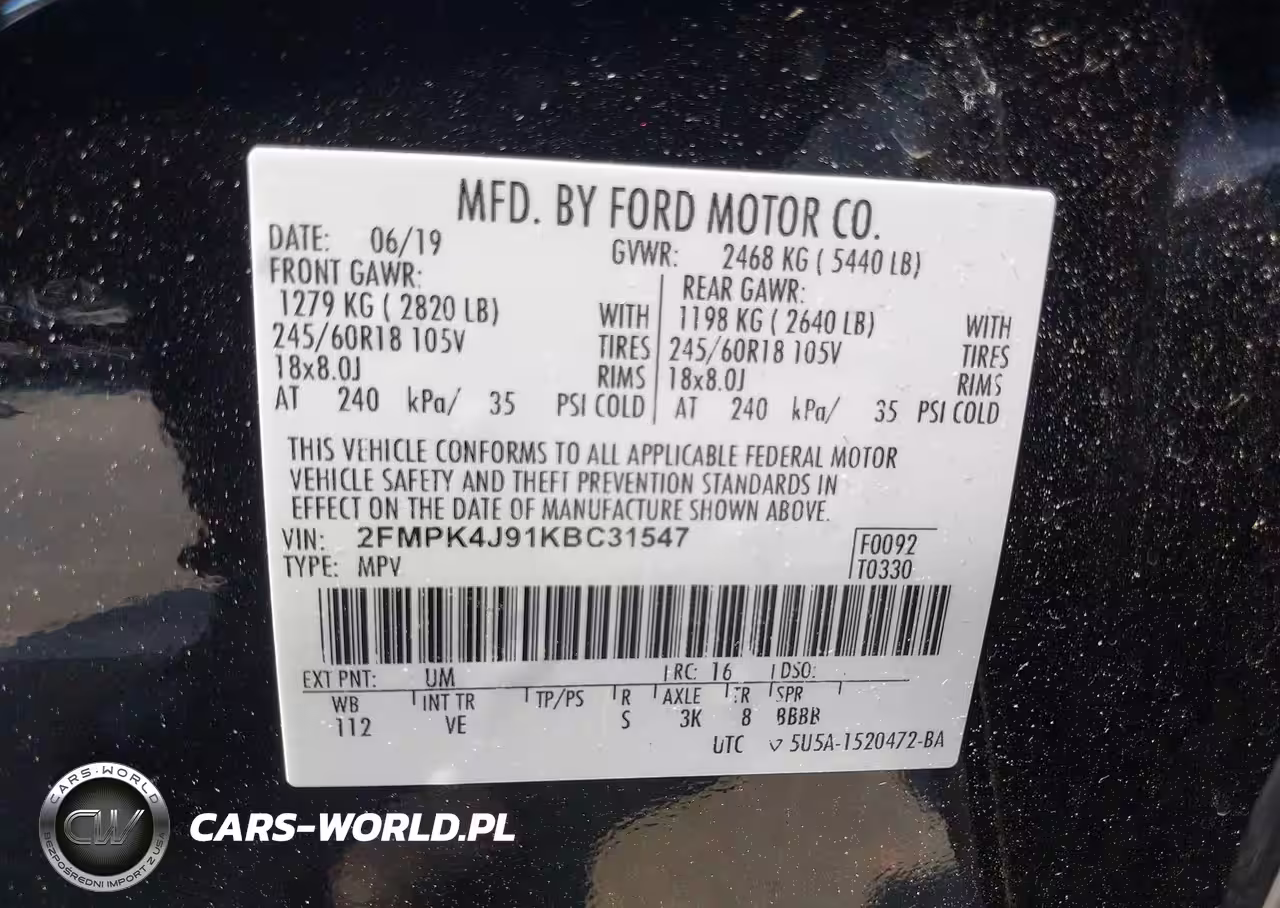 MFD. BY FORD MOTOR CO.
DATE: 06/19 GVWR: 2468 KG ( 5440 LB)
FRONT GAWR: REAR GAWR:
1279 KG ( 2820 LB) WITH 1198 KG ( 2640 LB) WITH
245/60R18 105V TIRES 245/60R18 105V TIRES
18x8.0J RIMS 18x8.0J RIMS
AT 240 kPa/ 35 PSI COLD AT 240 kPa/ 35 PSI COLD
THIS VEHICLE CONFORMS TO ALL APPLICABLE FEDERAL MOTOR
VEHICLE SAFETY AND THEFT PREVENTION STANDARDS IN
EFFECT ON THE DATE OF MANUFACTURE SHOWN ABOVE.
VIN: 2FMPK4J91KBC31547 F0092
TYPE: MPV T0330
EXT PNT: UM RC: 16 DSO:
WB INT TR TP/PS R AXLE TR SPR
112 VE S 3K 8 BBBB
UTC 5U5A-1520472-BA
CARS-WORLD
CW
BEZPOŚREDNI IMPORT Z USA
CARS-WORLD.PL